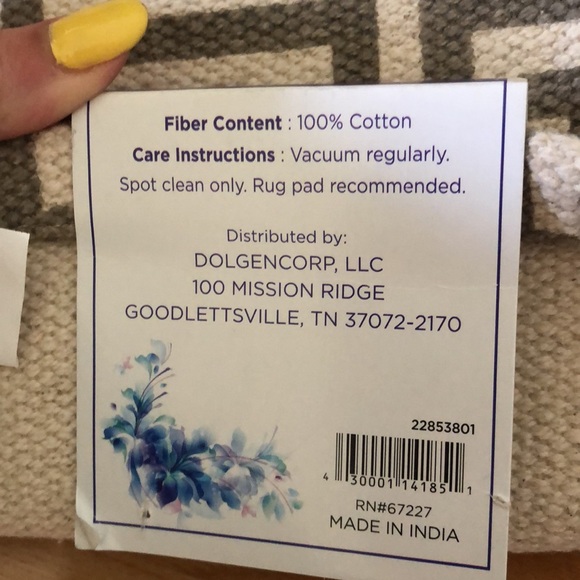 Fiber Content : 100% Cotton
Care Instructions : Vacuum regularly.
Spot clean only. Rug pad recommended.
Distributed by:
DOLGENCORP, LLC
100 MISSION RIDGE
GOODLETTSVILLE, TN 37072-2170
22853801
4 30001 14185 1
RN#67227
MADE IN INDIA